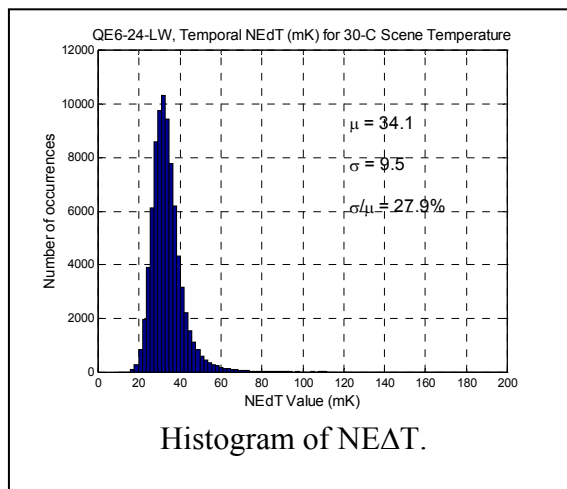 QE6-24-LW, Temporal NEdT (mK) for 30-C Scene Temperature
12000
10000
8000
6000
4000
2000
0
Number of occurrences
μ = 34.1
σ = 9.5
σ/μ = 27.9%
0 20 40 60 80 100 120 140 160 180 200
NEdT Value (mK)
Histogram of NEΔT.